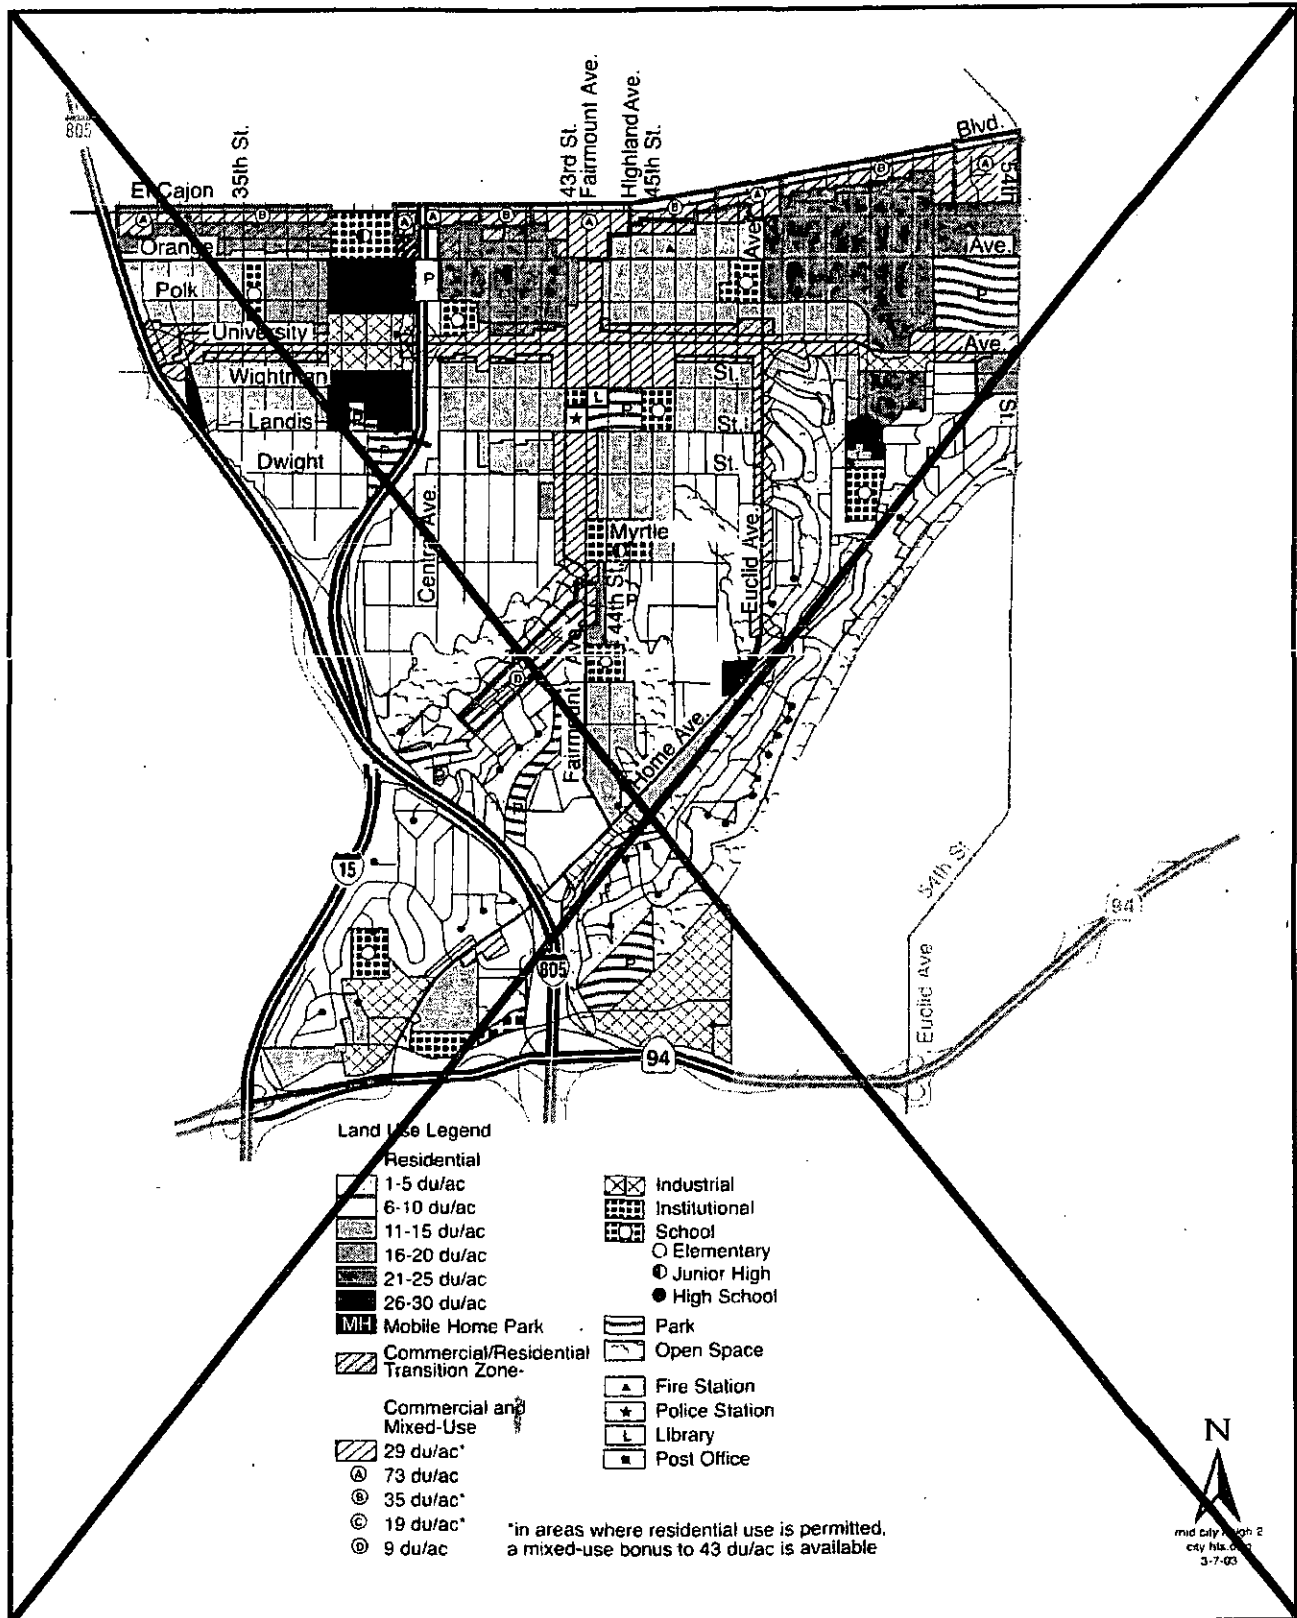 805
35th St.
43rd St.
Fairmount Ave.
Highland Ave.
45th St.
Blvd.
54th
El Cajon
A
B
A
A
B
A
B
A
B
A
Orange
Ave.
Ave.
Polk
P
P
University
Ave.
Wightman
St.
L
P
P
Landis
St.
St.
P
Dwight
St.
Central Ave.
Myrtle
Euclid Ave.
44th St.
P
Fairmount Ave.
D
Home Ave.
P
P
15
54th St.
94
P
805
Euclid Ave
94
Land Use Legend
Residential
1-5 du/ac
6-10 du/ac
11-15 du/ac
16-20 du/ac
21-25 du/ac
26-30 du/ac
MH Mobile Home Park
Commercial/Residential
Transition Zone-
Commercial and
Mixed-Use
29 du/ac*
A 73 du/ac
B 35 du/ac*
C 19 du/ac*
D 9 du/ac
Industrial
Institutional
School
Elementary
Junior High
High School
Park
Open Space
Fire Station
Police Station
L Library
Post Office
*in areas where residential use is permitted,
a mixed-use bonus to 43 du/ac is available
N
mid city
city hts.
3-7-03